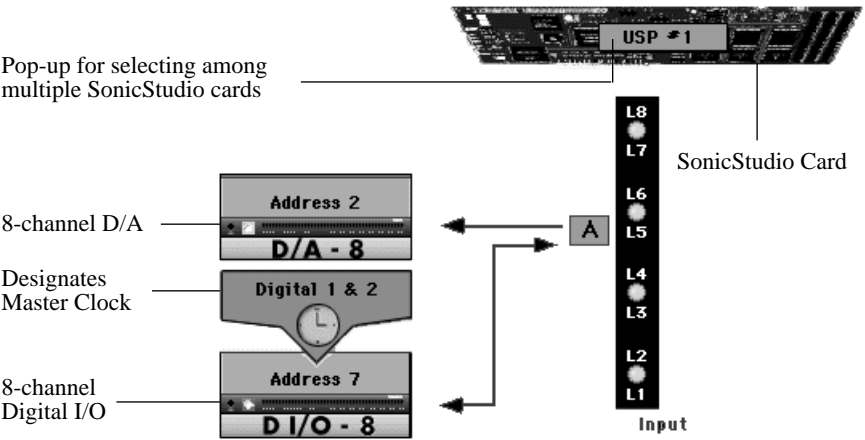 USP #1
Pop-up for selecting among
multiple SonicStudio cards
L8
L7
SonicStudio Card
L6
L5
Address 2
8-channel D/A
D/A - 8
A
Designates
Master Clock
Digital 1 & 2
L4
L3
Address 7
8-channel
Digital I/O
D I/O - 8
L2
L1
Input